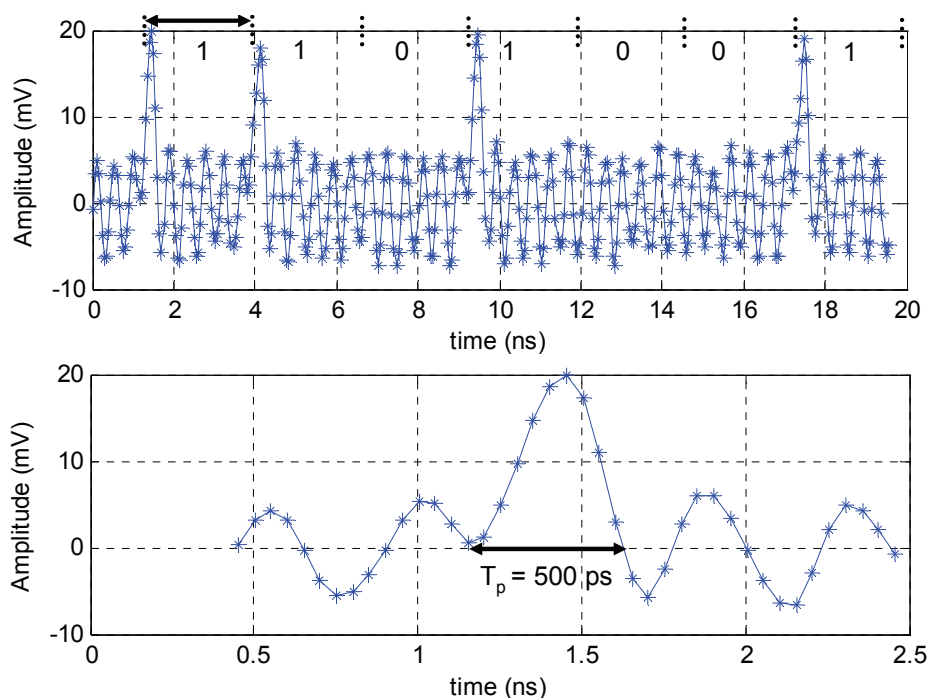 20
10
0
-10
Amplitude (mV)
1 1 0 1 0 0 1
0 2 4 6 8 10 12 14 16 18 20
time (ns)
20
10
0
-10
Amplitude (mV)
Tp = 500 ps
0 0.5 1 1.5 2 2.5
time (ns)